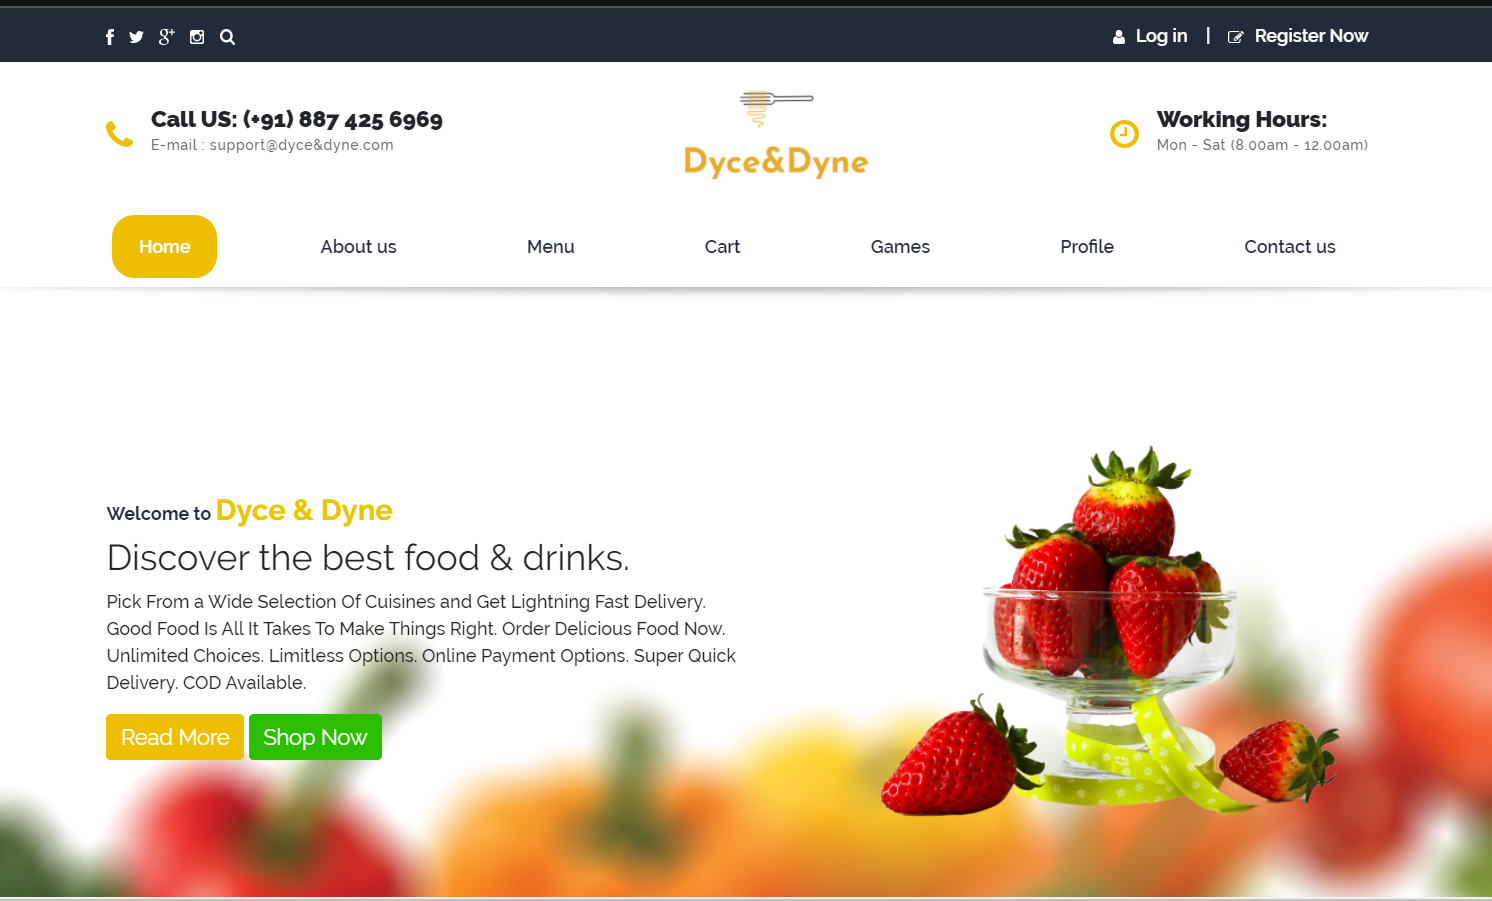 Log in | Register Now
Call US: (+91) 887 425 6969
E-mail : support@dyce&dyne.com
Dyce&Dyne
Working Hours:
Mon - Sat (8.00am - 12.00am)
Home About us Menu Cart Games Profile Contact us
Welcome to Dyce & Dyne
Discover the best food & drinks.
Pick From a Wide Selection Of Cuisines and Get Lightning Fast Delivery.
Good Food Is All It Takes To Make Things Right. Order Delicious Food Now.
Unlimited Choices. Limitless Options. Online Payment Options. Super Quick
Delivery. COD Available.
Read More Shop Now